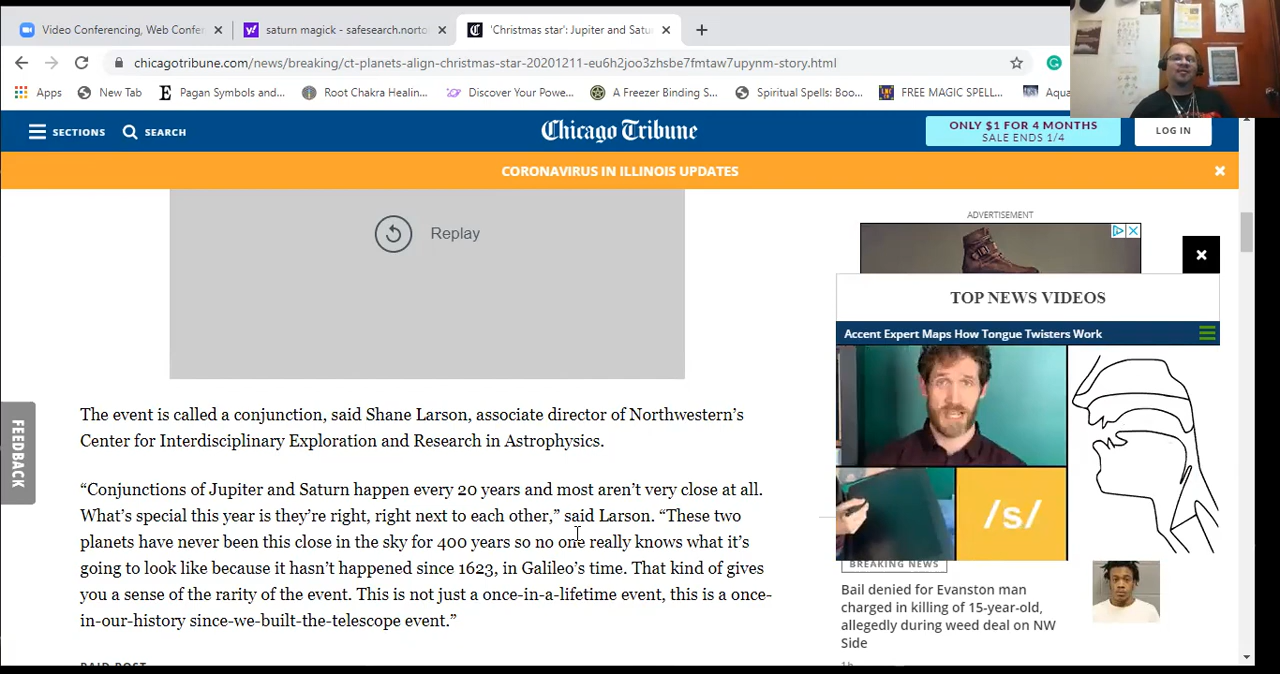 Video Conferencing, Web Confer
saturn magick - safesearch.norto
'Christmas star': Jupiter and Satu
chicagotribune.com/news/breaking/ct-planets-align-christmas-star-20201211-eu6h2joo3zhsbe7fmtaw7upynm-story.html
Apps
New Tab
Pagan Symbols and...
Root Chakra Healin...
Discover Your Powe...
A Freezer Binding S...
Spiritual Spells: Boo...
FREE MAGIC SPELL...
Aqua
SECTIONS
SEARCH
Chicago Tribune
ONLY $1 FOR 4 MONTHS
SALE ENDS 1/4
LOG IN
CORONAVIRUS IN ILLINOIS UPDATES
Replay
FEEDBACK
The event is called a conjunction, said Shane Larson, associate director of Northwestern’s
Center for Interdisciplinary Exploration and Research in Astrophysics.
“Conjunctions of Jupiter and Saturn happen every 20 years and most aren’t very close at all.
What’s special this year is they’re right, right next to each other,” said Larson. “These two
planets have never been this close in the sky for 400 years so no one really knows what it’s
going to look like because it hasn’t happened since 1623, in Galileo’s time. That kind of gives
you a sense of the rarity of the event. This is not just a once-in-a-lifetime event, this is a once-
in-our-history since-we-built-the-telescope event.”
PAID POST
ADVERTISEMENT
TOP NEWS VIDEOS
Accent Expert Maps How Tongue Twisters Work
/s/
BREAKING NEWS
Bail denied for Evanston man
charged in killing of 15-year-old,
allegedly during weed deal on NW
Side
1h